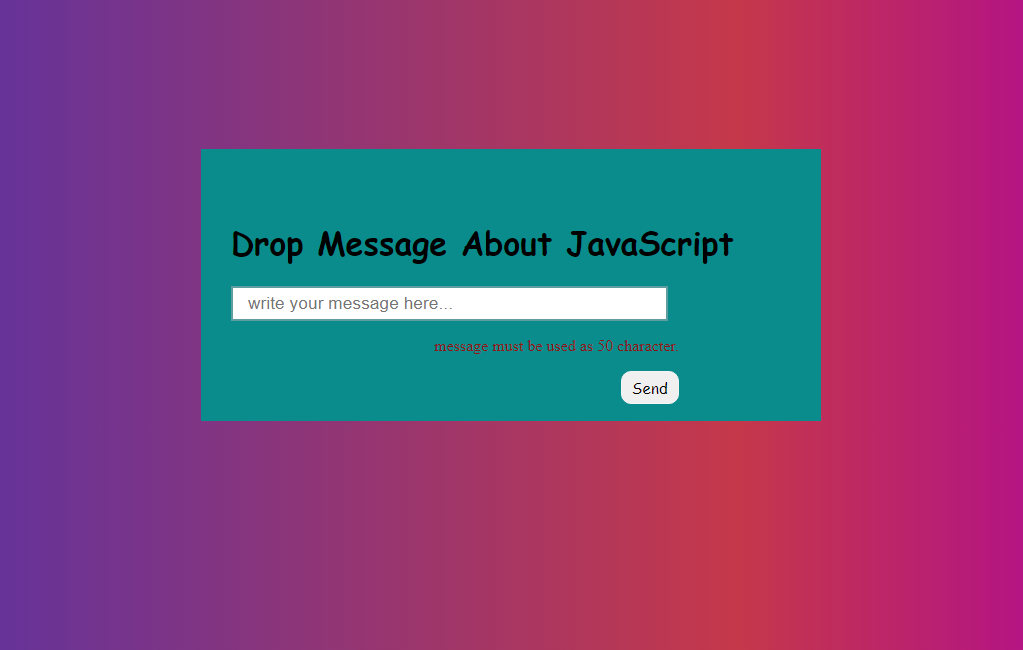 Drop Message About JavaScript
write your message here...
message must be used as 50 character.
Send